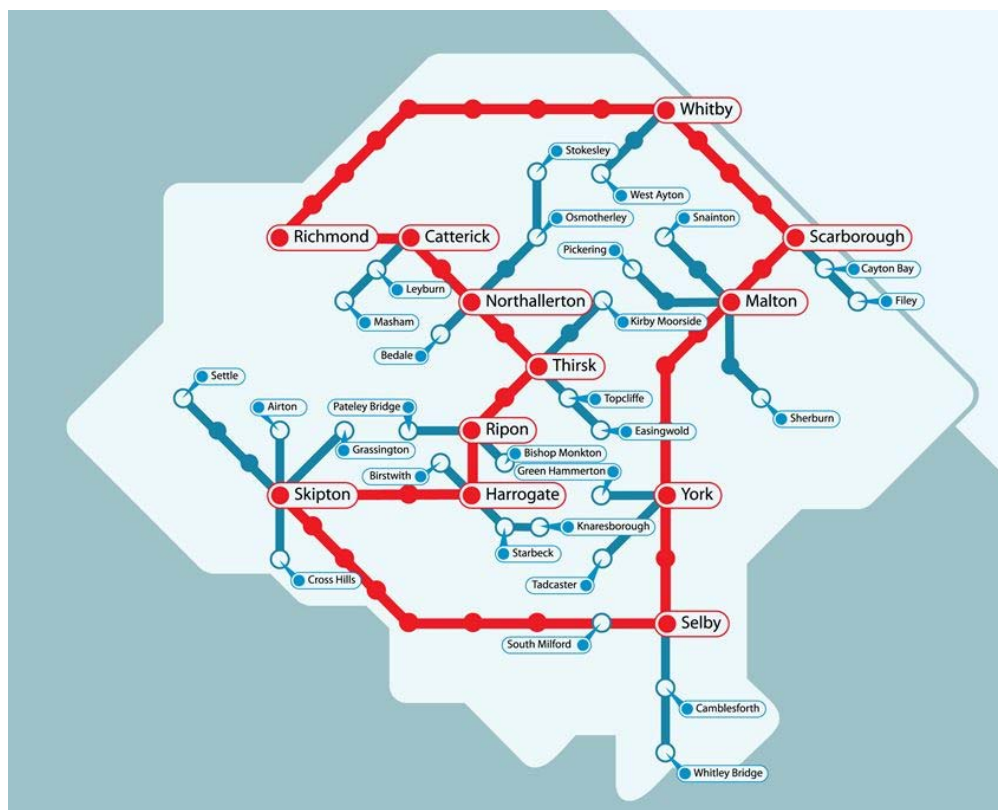 Whitby
Stokesley
West Ayton
Osmotherley
Snainton
Richmond
Catterick
Pickering
Scarborough
Cayton Bay
Leyburn
Northallerton
Malton
Filey
Masham
Kirby Moorside
Bedale
Thirsk
Settle
Topcliffe
Airton
Pateley Bridge
Sherburn
Ripon
Easingwold
Grassington
Bishop Monkton
Green Hammerton
Birstwith
Skipton
Harrogate
York
Knaresborough
Starbeck
Cross Hills
Tadcaster
Selby
South Milford
Camblesforth
Whitley Bridge